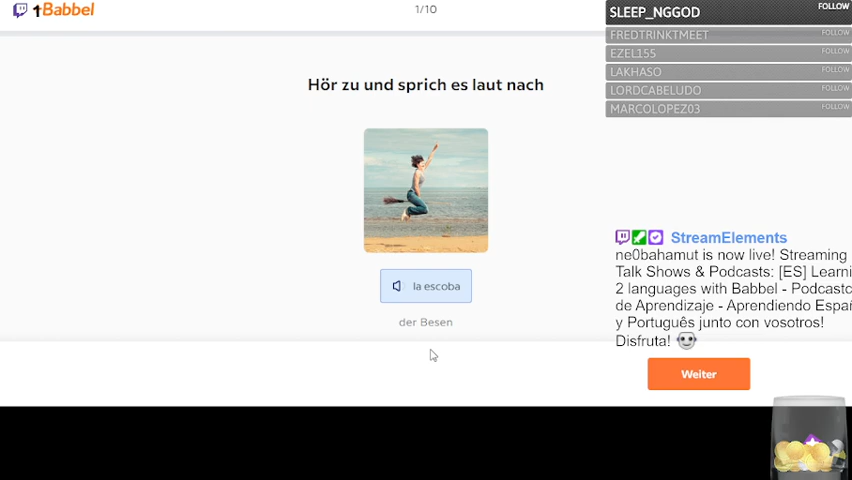 1Babbel
1/10
Hör zu und sprich es laut nach
la escoba
der Besen
Weiter
SLEEP_NGGOD FOLLOW
FREDTRINKTMEET FOLLOW
EZEL155 FOLLOW
LAKHASO FOLLOW
LORDCABELUDO FOLLOW
MARCOLOPEZ03 FOLLOW
StreamElements
ne0bahamut is now live! Streaming
Talk Shows & Podcasts: [ES] Learni
2 languages with Babbel - Podcasto
de Aprendizaje - Aprendiendo Espa
y Português junto con vosotros!
Disfruta!